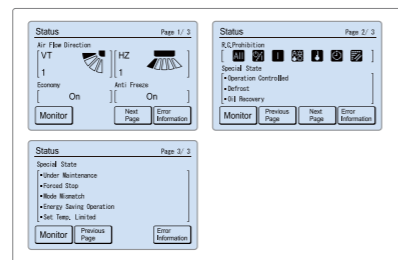 Status Page 1/ 3
Air Flow Direction
VT HZ
1 1
Economy Anti Freeze
On On
Monitor Next Page Error Information
Status Page 2/ 3
R.C.Prohibition
All
Special State
•Operation Controlled
•Defrost
•Oil Recovery
Monitor Previous Page Next Page Error Information
Status Page 3/ 3
Special State
•Under Maintenance
•Forced Stop
•Mode Mismatch
•Energy Saving Operation
•Set Temp. Limited
Monitor Previous Page Error Information